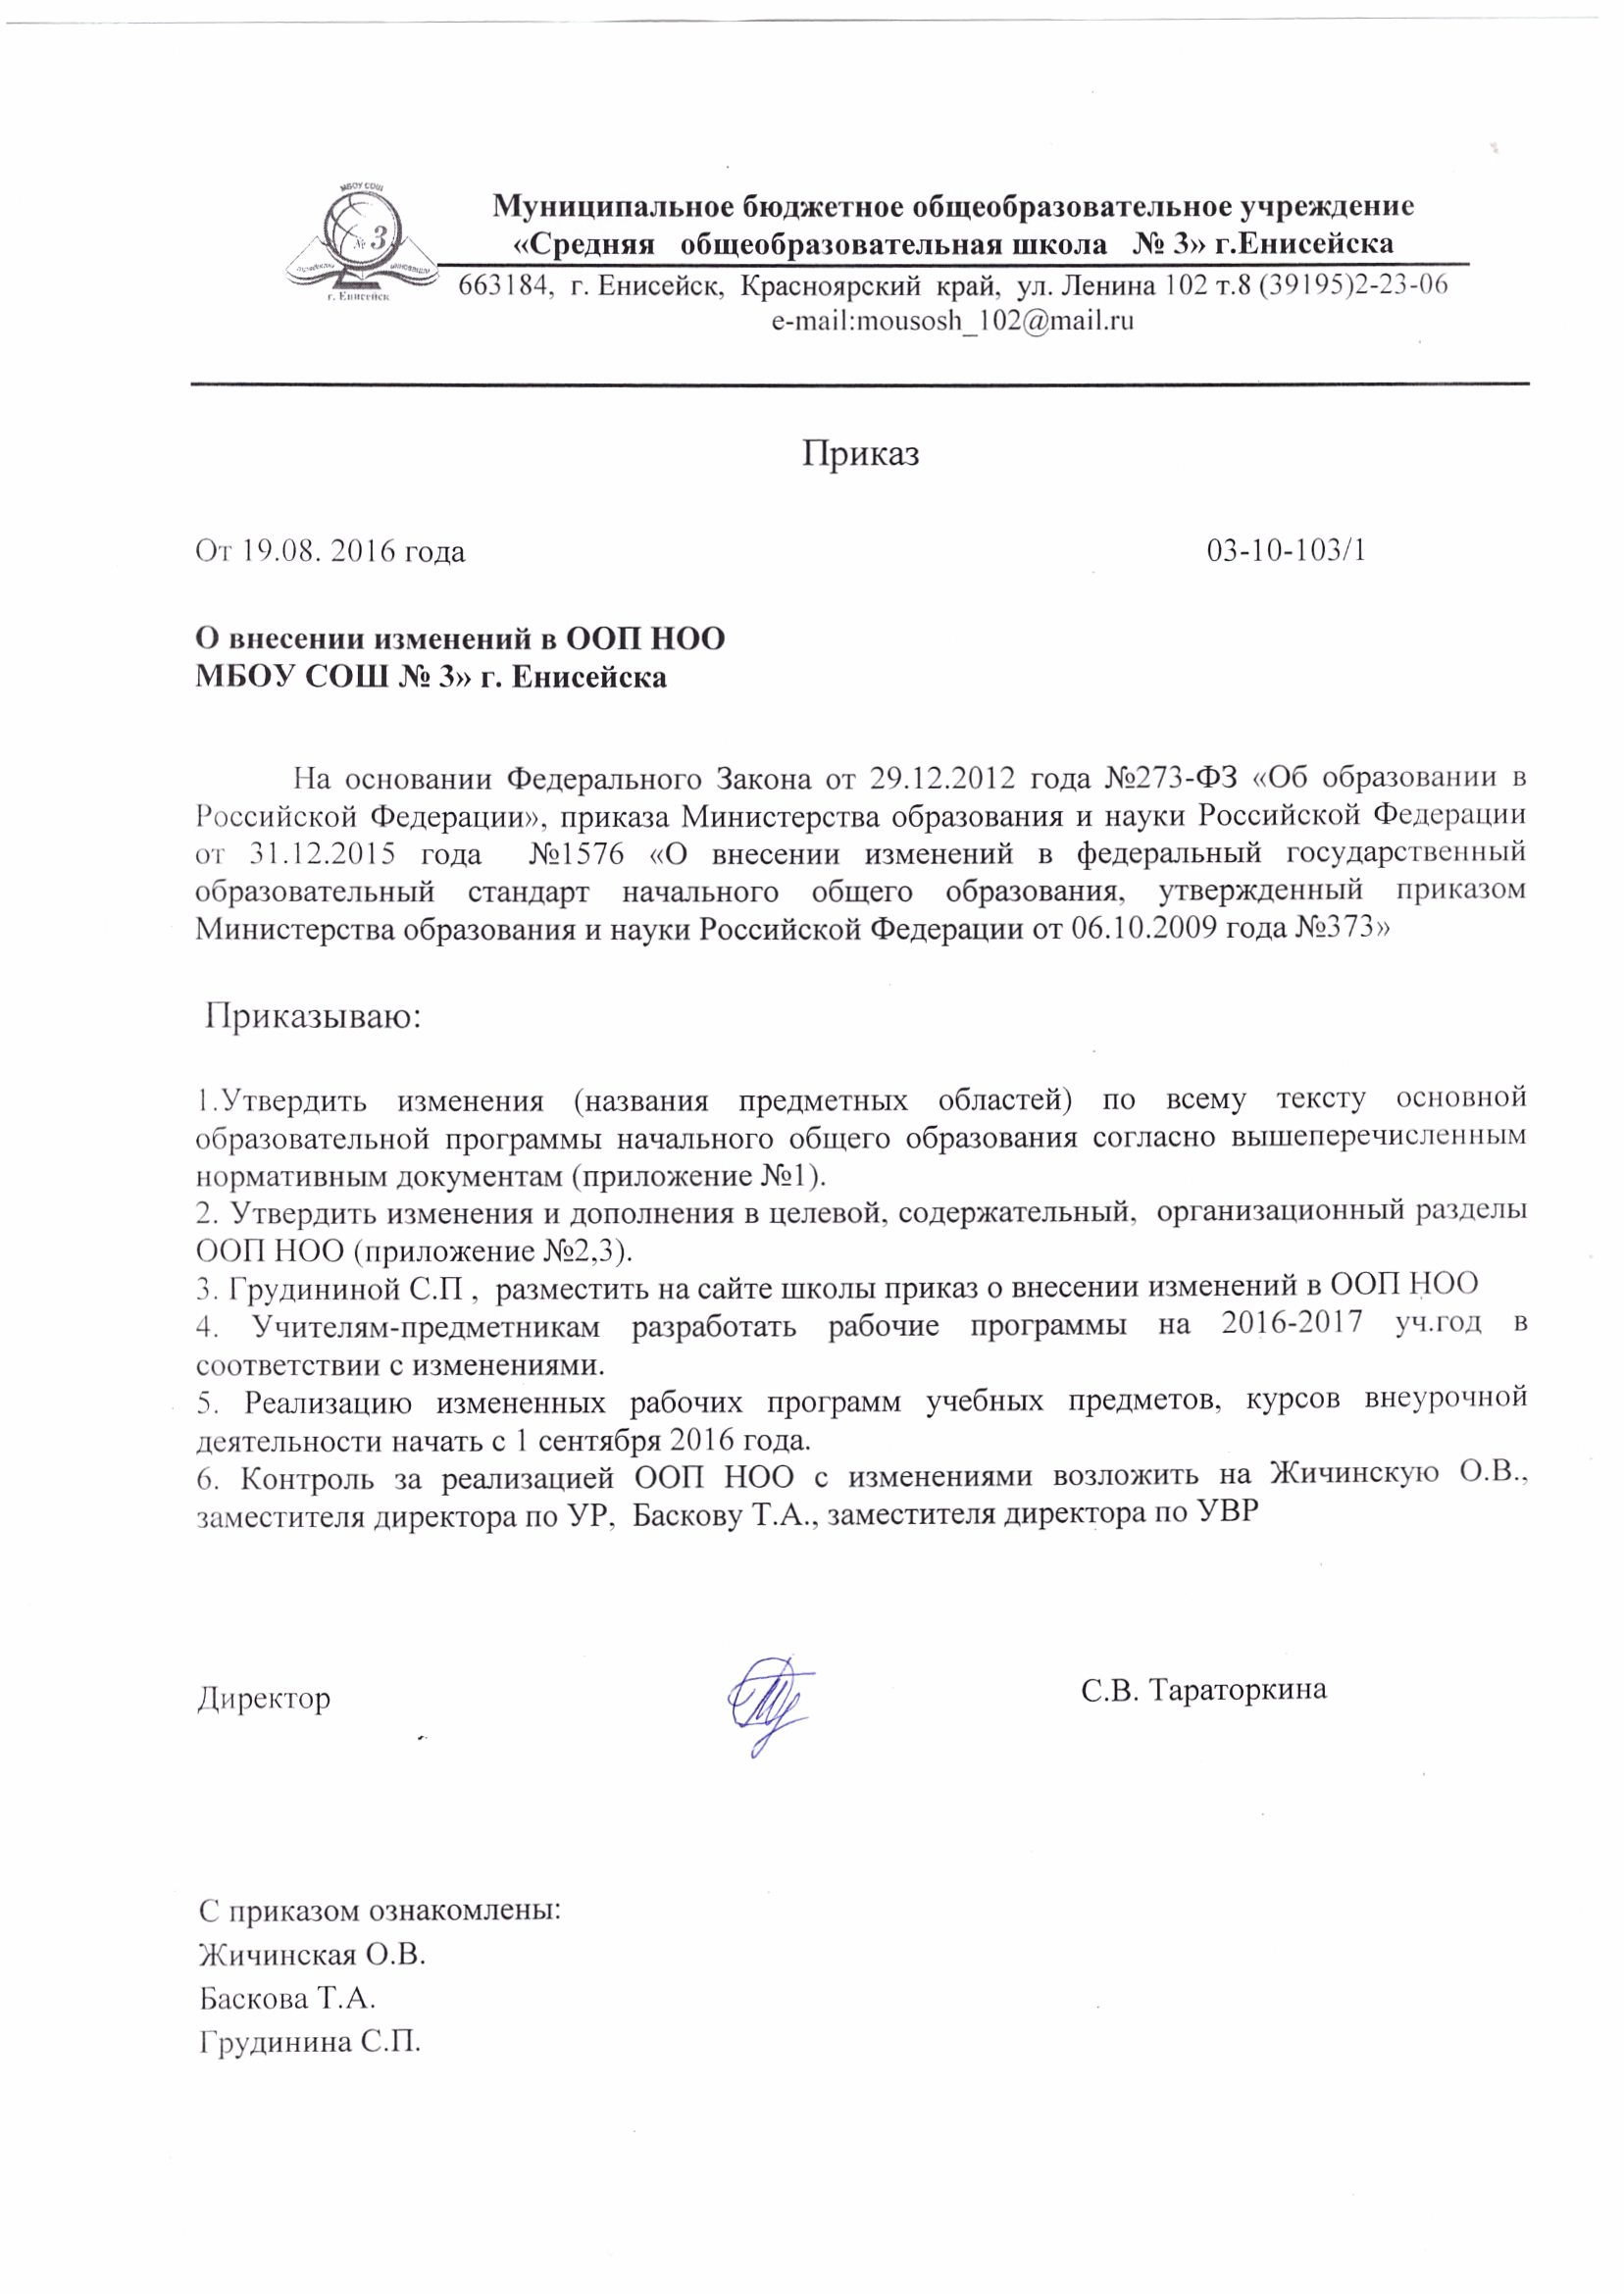 МБОУ СОШ
№ 3
г. Енисейск
Муниципальное бюджетное общеобразовательное учреждение
«Средняя общеобразовательная школа № 3» г.Енисейска
663184, г. Енисейск, Красноярский край, ул. Ленина 102 т.8 (39195)2-23-06
e-mail:mousosh_102@mail.ru
Приказ
От 19.08. 2016 года 03-10-103/1
О внесении изменений в ООП НОО
МБОУ СОШ № 3» г. Енисейска
На основании Федерального Закона от 29.12.2012 года №273-ФЗ «Об образовании в
Российской Федерации», приказа Министерства образования и науки Российской Федерации
от 31.12.2015 года №1576 «О внесении изменений в федеральный государственный
образовательный стандарт начального общего образования, утвержденный приказом
Министерства образования и науки Российской Федерации от 06.10.2009 года №373»
Приказываю:
1.Утвердить изменения (названия предметных областей) по всему тексту основной
образовательной программы начального общего образования согласно вышеперечисленным
нормативным документам (приложение №1).
2. Утвердить изменения и дополнения в целевой, содержательный, организационный разделы
ООП НОО (приложение №2,3).
3. Грудининой С.П , разместить на сайте школы приказ о внесении изменений в ООП НОО
4. Учителям-предметникам разработать рабочие программы на 2016-2017 уч.год в
соответствии с изменениями.
5. Реализацию измененных рабочих программ учебных предметов, курсов внеурочной
деятельности начать с 1 сентября 2016 года.
6. Контроль за реализацией ООП НОО с изменениями возложить на Жичинскую О.В.,
заместителя директора по УР, Баскову Т.А., заместителя директора по УВР
Директор С.В. Тараторкина
С приказом ознакомлены:
Жичинская О.В.
Баскова Т.А.
Грудинина С.П.